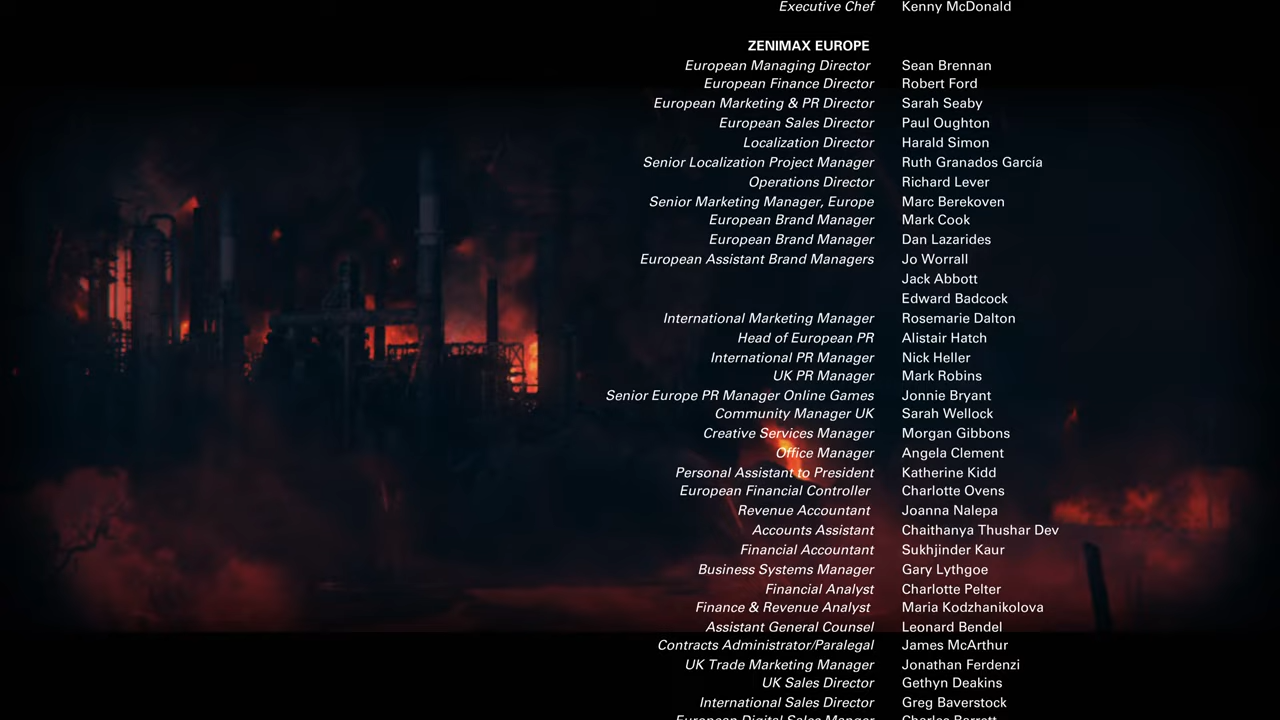 Executive Chef Kenny McDonald
ZENIMAX EUROPE
European Managing Director Sean Brennan
European Finance Director Robert Ford
European Marketing & PR Director Sarah Seaby
European Sales Director Paul Oughton
Localization Director Harald Simon
Senior Localization Project Manager Ruth Granados García
Operations Director Richard Lever
Senior Marketing Manager, Europe Marc Berekoven
European Brand Manager Mark Cook
European Brand Manager Dan Lazarides
European Assistant Brand Managers Jo Worrall
Jack Abbott
Edward Badcock
International Marketing Manager Rosemarie Dalton
Head of European PR Alistair Hatch
International PR Manager Nick Heller
UK PR Manager Mark Robins
Senior Europe PR Manager Online Games Jonnie Bryant
Community Manager UK Sarah Wellock
Creative Services Manager Morgan Gibbons
Office Manager Angela Clement
Personal Assistant to President Katherine Kidd
European Financial Controller Charlotte Ovens
Revenue Accountant Joanna Nalepa
Accounts Assistant Chaithanya Thushar Dev
Financial Accountant Sukhjinder Kaur
Business Systems Manager Gary Lythgoe
Financial Analyst Charlotte Pelter
Finance & Revenue Analyst Maria Kodzhanikolova
Assistant General Counsel Leonard Bendel
Contracts Administrator/Paralegal James McArthur
UK Trade Marketing Manager Jonathan Ferdenzi
UK Sales Director Gethyn Deakins
International Sales Director Greg Baverstock
European Digital Sales Manger Charles Barrett